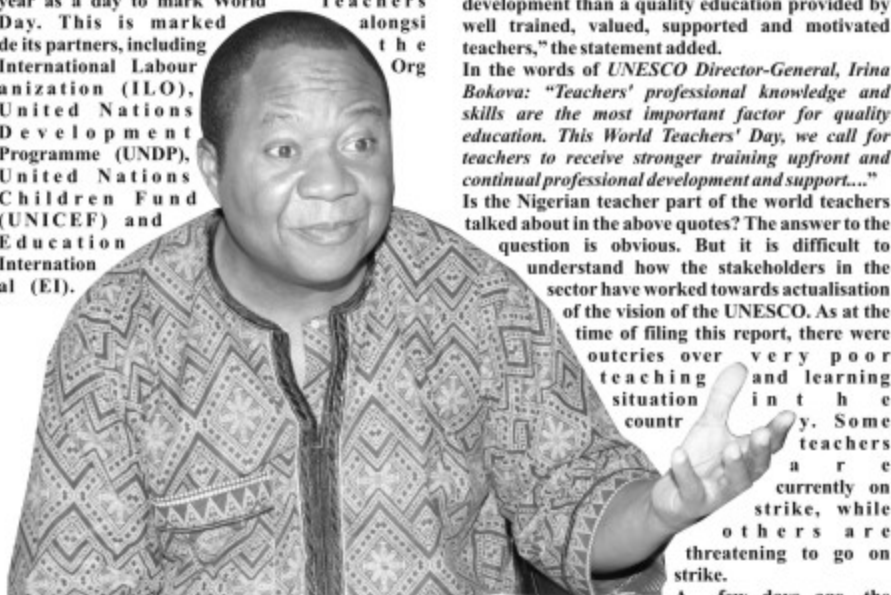 year as a day to mark World Teachers
Day. This is marked alongsi
de its partners, including the
International Labour Org
anization (ILO),
United Nations
Development
Programme (UNDP),
United Nations
Children Fund
(UNICEF) and
Education
Internation
al (EI).
development than a quality education provided by
well trained, valued, supported and motivated
teachers,” the statement added.
In the words of UNESCO Director-General, Irina
Bokova: “Teachers' professional knowledge and
skills are the most important factor for quality
education. This World Teachers' Day, we call for
teachers to receive stronger training upfront and
continual professional development and support....”
Is the Nigerian teacher part of the world teachers
talked about in the above quotes? The answer to the
question is obvious. But it is difficult to
understand how the stakeholders in the
sector have worked towards actualisation
of the vision of the UNESCO. As at the
time of filing this report, there were
outcries over very poor
teaching and learning
situation in the
countr y. Some
teachers
are
currently on
strike, while
others are
threatening to go on
strike.
A few days ago, the